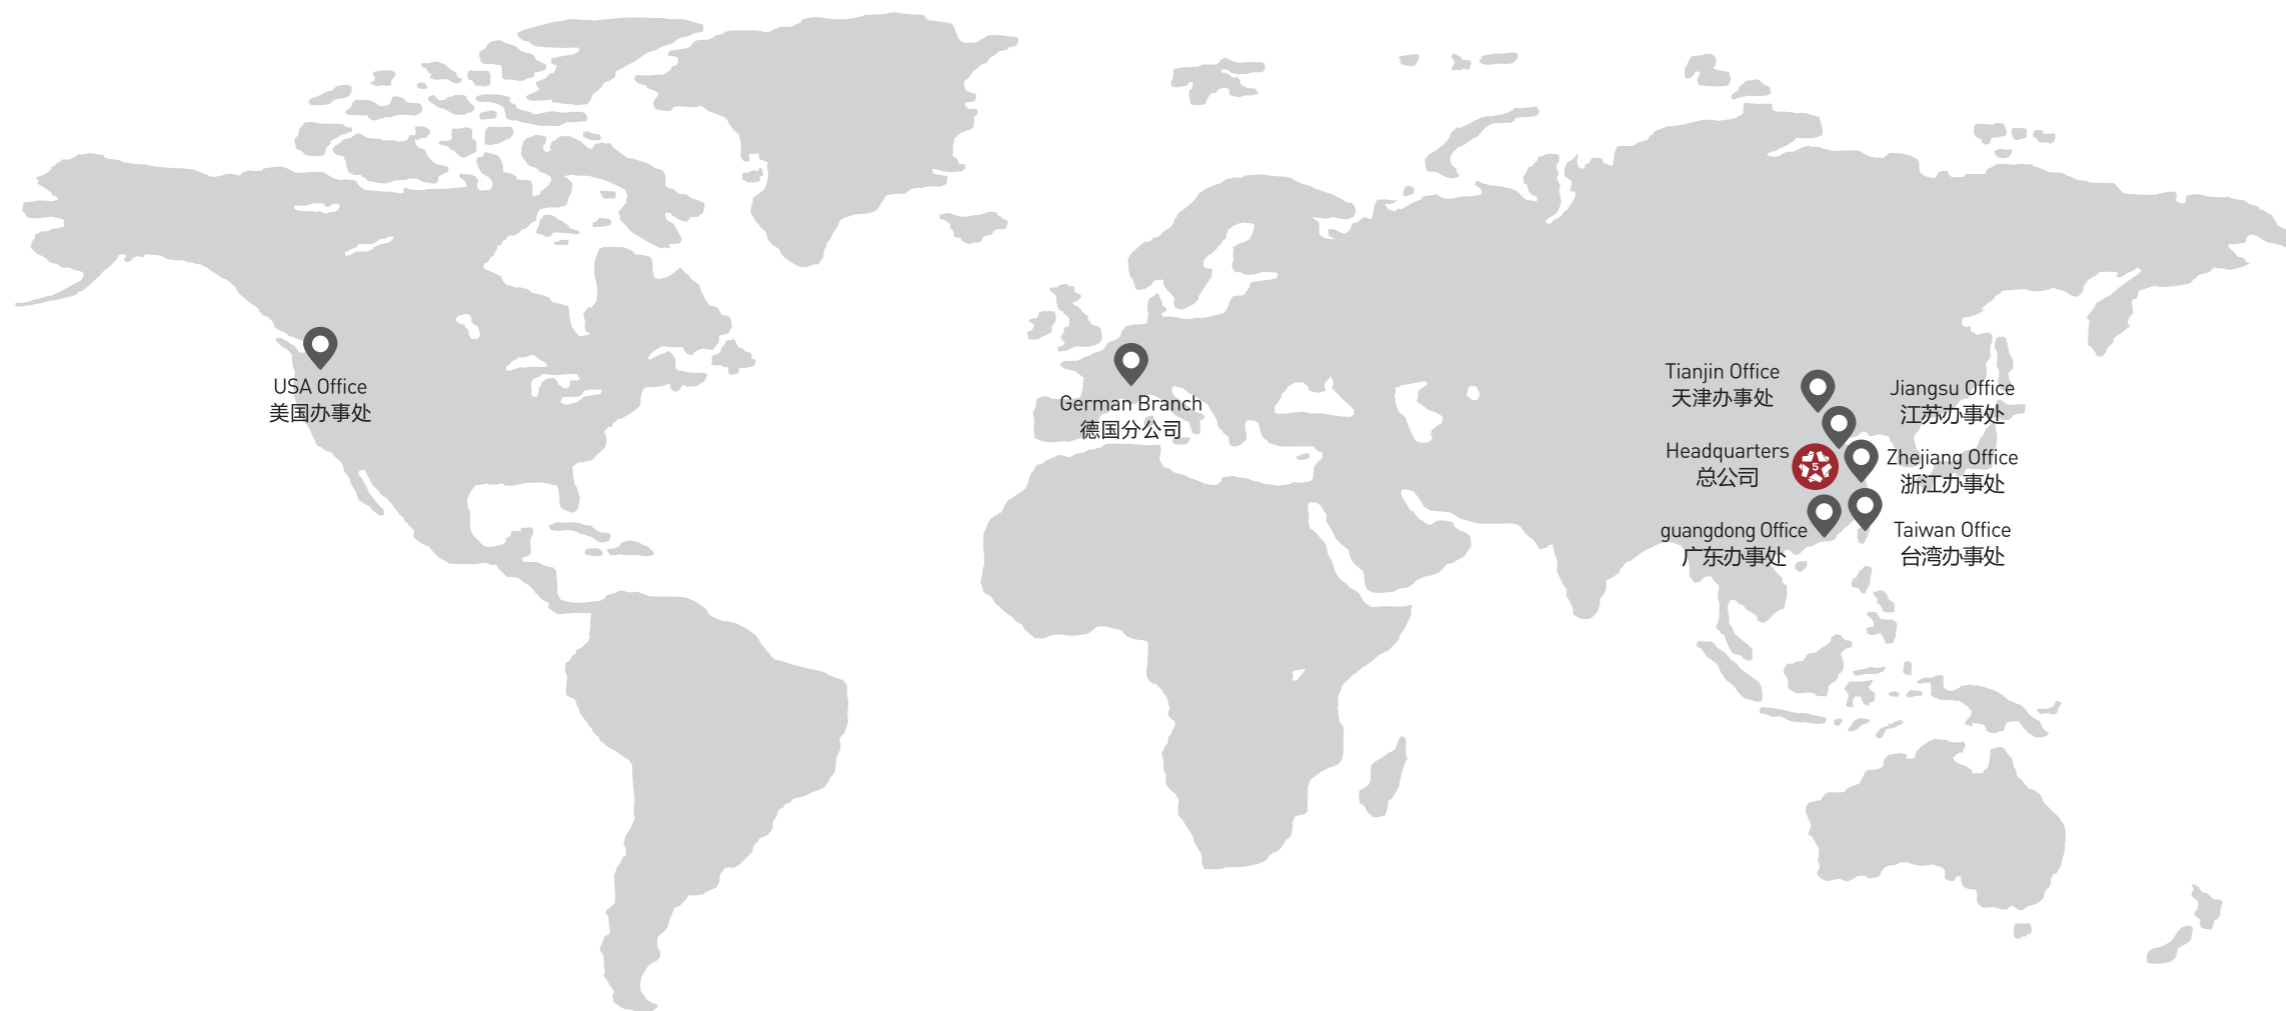 USA Office
美国办事处
German Branch
德国分公司
Tianjin Office
天津办事处
Jiangsu Office
江苏办事处
Headquarters
总公司
5
Zhejiang Office
浙江办事处
guangdong Office
广东办事处
Taiwan Office
台湾办事处